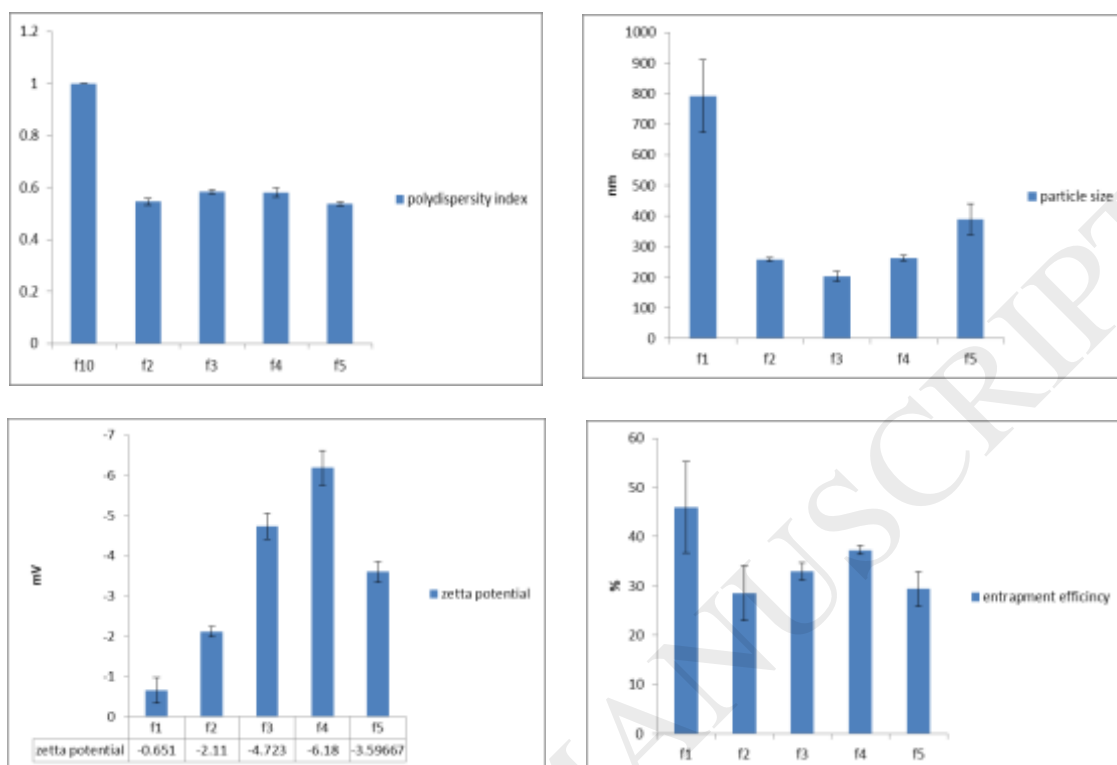 1.2
1
0.8
0.6
0.4
0.2
0
f10 f2 f3 f4 f5
polydispersity index
1000
900
800
700
600
500
400
300
200
100
0
nm
f1 f2 f3 f4 f5
particle size
-7
-6
-5
-4
-3
-2
-1
0
mV
f1 f2 f3 f4 f5
zetta potential -0.651 -2.11 -4.723 -6.18 -3.59667
zetta potential
60
50
40
30
20
10
0
%
f1 f2 f3 f4 f5
entrapment efficincy
MANUSCRIPT